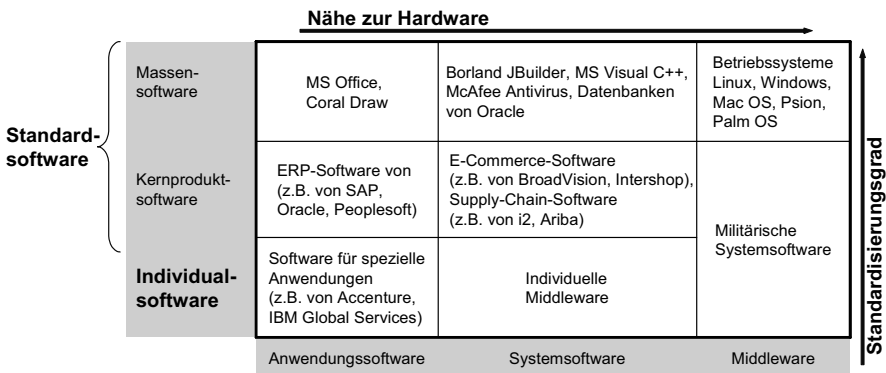 Nähe zur Hardware
Standard-
software
Massen-
software
MS Office,
Coral Draw
Borland JBuilder, MS Visual C++,
McAfee Antivirus, Datenbanken
von Oracle
Betriebssysteme
Linux, Windows,
Mac OS, Psion,
Palm OS
Kernprodukt-
software
ERP-Software von
(z.B. von SAP,
Oracle, Peoplesoft)
E-Commerce-Software
(z.B. von BroadVision, Intershop),
Supply-Chain-Software
(z.B. von i2, Ariba)
Militärische
Systemsoftware
Individual-
software
Software für spezielle
Anwendungen
(z.B. von Accenture,
IBM Global Services)
Individuelle
Middleware
Anwendungssoftware
Systemsoftware
Middleware
Standardisierungsgrad